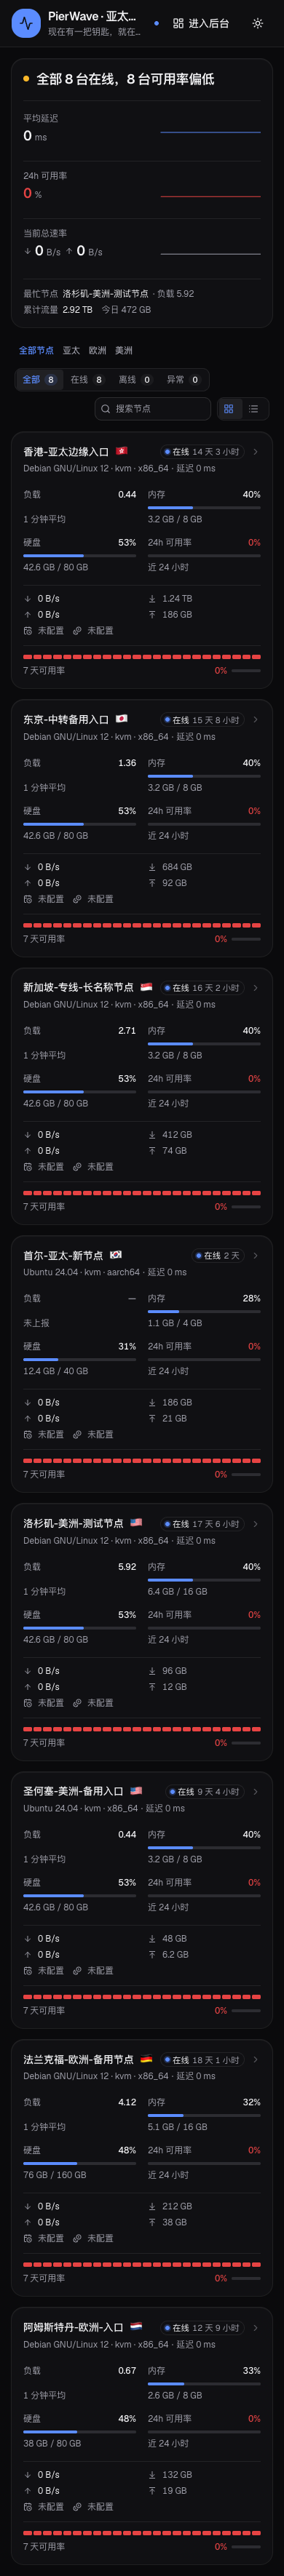 PierWave · 亚太...
现在有一把钥匙，就在...
进入后台
全部 8 台在线，8 台可用率偏低
平均延迟
0 ms
24h 可用率
0 %
当前总速率
↓ 0 B/s ↑ 0 B/s
最忙节点 洛杉矶-美洲-测试节点 · 负载 5.92
累计流量 2.92 TB 今日 472 GB
全部节点 亚太 欧洲 美洲
全部 8 在线 8 离线 0 异常 0
搜索节点
香港-亚太边缘入口 在线 14 天 3 小时
Debian GNU/Linux 12 · kvm · x86_64 · 延迟 0 ms
负载 0.44 内存 40%
1 分钟平均 3.2 GB / 8 GB
硬盘 53% 24h 可用率 0%
42.6 GB / 80 GB 近 24 小时
↓ 0 B/s 1.24 TB
↑ 0 B/s 186 GB
未配置 未配置
7 天可用率 0%
东京-中转备用入口 在线 15 天 8 小时
Debian GNU/Linux 12 · kvm · x86_64 · 延迟 0 ms
负载 1.36 内存 40%
1 分钟平均 3.2 GB / 8 GB
硬盘 53% 24h 可用率 0%
42.6 GB / 80 GB 近 24 小时
↓ 0 B/s 684 GB
↑ 0 B/s 92 GB
未配置 未配置
7 天可用率 0%
新加坡-专线-长名称节点 在线 16 天 2 小时
Debian GNU/Linux 12 · kvm · x86_64 · 延迟 0 ms
负载 2.71 内存 40%
1 分钟平均 3.2 GB / 8 GB
硬盘 53% 24h 可用率 0%
42.6 GB / 80 GB 近 24 小时
↓ 0 B/s 412 GB
↑ 0 B/s 74 GB
未配置 未配置
7 天可用率 0%
首尔-亚太-新节点 在线 2 天
Ubuntu 24.04 · kvm · aarch64 · 延迟 0 ms
负载 — 内存 28%
未上报 1.1 GB / 4 GB
硬盘 31% 24h 可用率 0%
12.4 GB / 40 GB 近 24 小时
↓ 0 B/s 186 GB
↑ 0 B/s 21 GB
未配置 未配置
7 天可用率 0%
洛杉矶-美洲-测试节点 在线 17 天 6 小时
Debian GNU/Linux 12 · kvm · x86_64 · 延迟 0 ms
负载 5.92 内存 40%
1 分钟平均 6.4 GB / 16 GB
硬盘 53% 24h 可用率 0%
42.6 GB / 80 GB 近 24 小时
↓ 0 B/s 96 GB
↑ 0 B/s 12 GB
未配置 未配置
7 天可用率 0%
圣何塞-美洲-备用入口 在线 9 天 4 小时
Ubuntu 24.04 · kvm · x86_64 · 延迟 0 ms
负载 0.44 内存 40%
1 分钟平均 3.2 GB / 8 GB
硬盘 53% 24h 可用率 0%
42.6 GB / 80 GB 近 24 小时
↓ 0 B/s 48 GB
↑ 0 B/s 6.2 GB
未配置 未配置
7 天可用率 0%
法兰克福-欧洲-备用节点 在线 18 天 1 小时
Debian GNU/Linux 12 · kvm · x86_64 · 延迟 0 ms
负载 4.12 内存 32%
1 分钟平均 5.1 GB / 16 GB
硬盘 48% 24h 可用率 0%
76 GB / 160 GB 近 24 小时
↓ 0 B/s 212 GB
↑ 0 B/s 38 GB
未配置 未配置
7 天可用率 0%
阿姆斯特丹-欧洲-入口 在线 12 天 9 小时
Debian GNU/Linux 12 · kvm · x86_64 · 延迟 0 ms
负载 0.67 内存 33%
1 分钟平均 2.6 GB / 8 GB
硬盘 48% 24h 可用率 0%
38 GB / 80 GB 近 24 小时
↓ 0 B/s 132 GB
↑ 0 B/s 19 GB
未配置 未配置
7 天可用率 0%